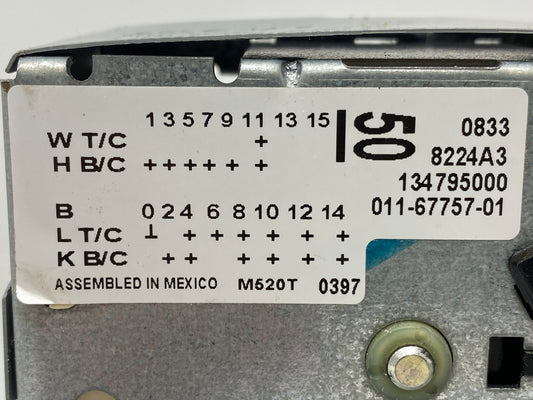 1 3 5 7 9 11 13 15
W T/C +
H B/C + + + + + +
B 0 2 4 6 8 10 12 14
L T/C ⊥ + + + + + +
K B/C + + + + + +
ASSEMBLED IN MEXICO M520T 0397
50
0833
8224A3
134795000
011-67757-01